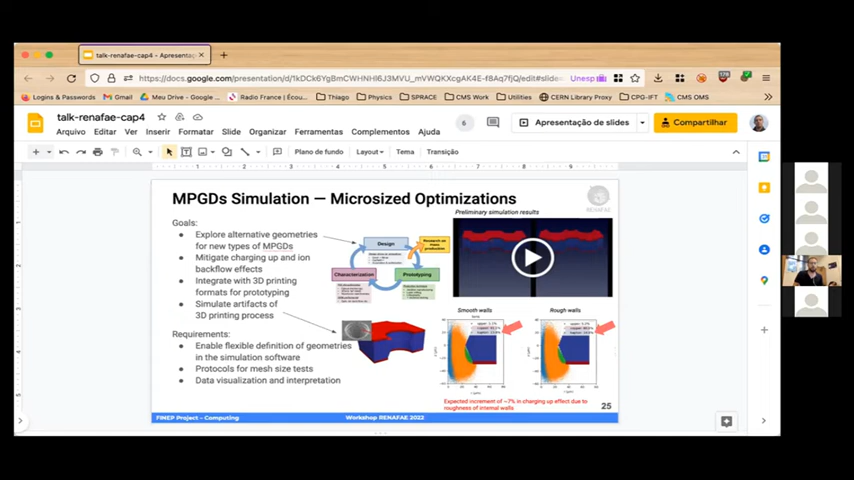 talk-renafae-cap4 – Apresentaç
https://docs.google.com/presentation/d/1kDCk6YgBmCWHNHI6J3MVU_mVWQKXcgAK4E-f8Aq7fjQ/edit#slide
Unesp
Logins & Passwords
Gmail
Meu Drive – Google ...
Radio France | Écou...
Thiago
Physics
SPRACE
CMS Work
Utilities
CERN Library Proxy
CPG-IFT
CMS OMS
talk-renafae-cap4
Arquivo Editar Ver Inserir Formatar Slide Organizar Ferramentas Complementos Ajuda
6
Apresentação de slides
Compartilhar
Plano de fundo
Layout
Tema
Transição
MPGDs Simulation — Microsized Optimizations
RENAFAE
Goals:
● Explore alternative geometries
for new types of MPGDs
● Mitigate charging up and ion
backflow effects
● Integrate with 3D printing
formats for prototyping
● Simulate artifacts of
3D printing process
Requirements:
● Enable flexible definition of geometries
in the simulation software
● Protocols for mesh size tests
● Data visualization and interpretation
Design
Characterization
Prototyping
Preliminary simulation results
Smooth walls
Rough walls
Expected increment of ~7% in charging up effect due to
roughness of internal walls
25
FINEP Project – Computing
Workshop RENAFAE 2022